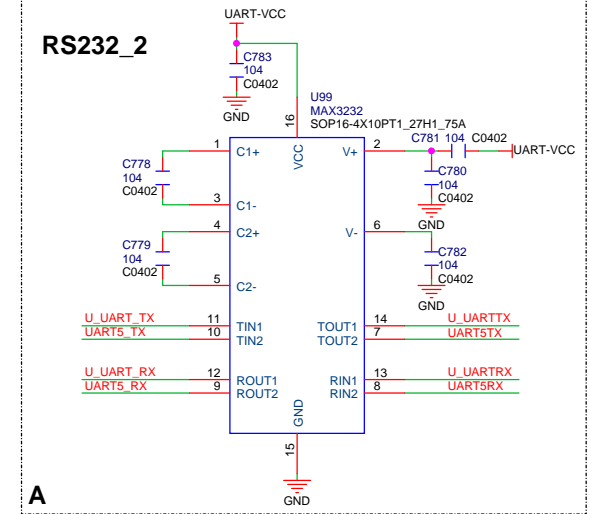 UART-VCC
RS232_2
C783
104
C0402
GND
U99
MAX3232
SOP16-4X10PT1_27H1_75A
16
C781 104 C0402
1 C1+ VCC V+ 2 UART-VCC
C778
104
C0402
C780
104
C0402
3 C1-
GND
4 C2+ V- 6
C779
104
C0402
C782
104
C0402
5 C2-
GND
U_UART_TX 11 TIN1 TOUT1 14 U_UARTTX
UART5_TX 10 TIN2 TOUT2 7 UART5TX
U_UART_RX 12 ROUT1 RIN1 13 U_UARTRX
UART5_RX 9 ROUT2 RIN2 8 UART5RX
GND
15
GND
A